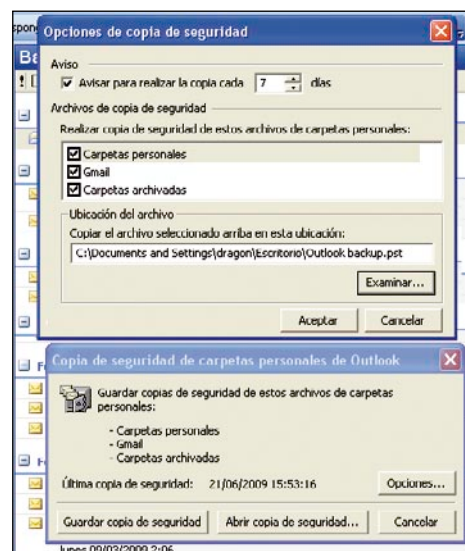 Opciones de copia de seguridad
Aviso
Avisar para realizar la copia cada 7 días
Archivos de copia de seguridad
Realizar copia de seguridad de estos archivos de carpetas personales:
Carpetas personales
Gmail
Carpetas archivadas
Ubicación del archivo
Copiar el archivo seleccionado arriba en esta ubicación:
C:\Documents and Settings\dragon\Escritorio\Outlook backup.pst
Examinar...
Aceptar Cancelar
Copia de seguridad de carpetas personales de Outlook
Guardar copias de seguridad de estos archivos de carpetas
personales:
- Carpetas personales
- Gmail
- Carpetas archivadas
Última copia de seguridad: 21/06/2009 15:53:16 Opciones...
Guardar copia de seguridad Abrir copia de seguridad... Cancelar
lunes 09/03/2009 2:06